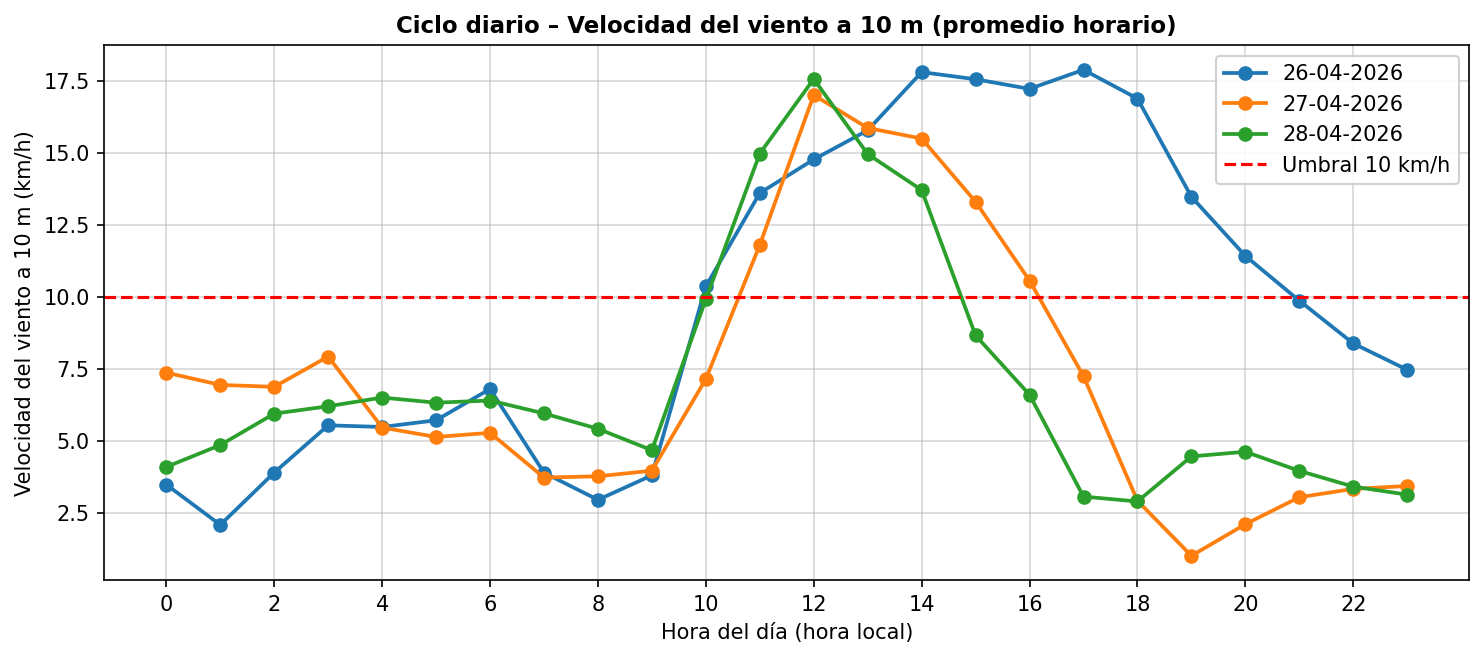 Ciclo diario – Velocidad del viento a 10 m (promedio horario)
Velocidad del viento a 10 m (km/h)
17.5
15.0
12.5
10.0
7.5
5.0
2.5
26-04-2026
27-04-2026
28-04-2026
Umbral 10 km/h
0 2 4 6 8 10 12 14 16 18 20 22
Hora del día (hora local)